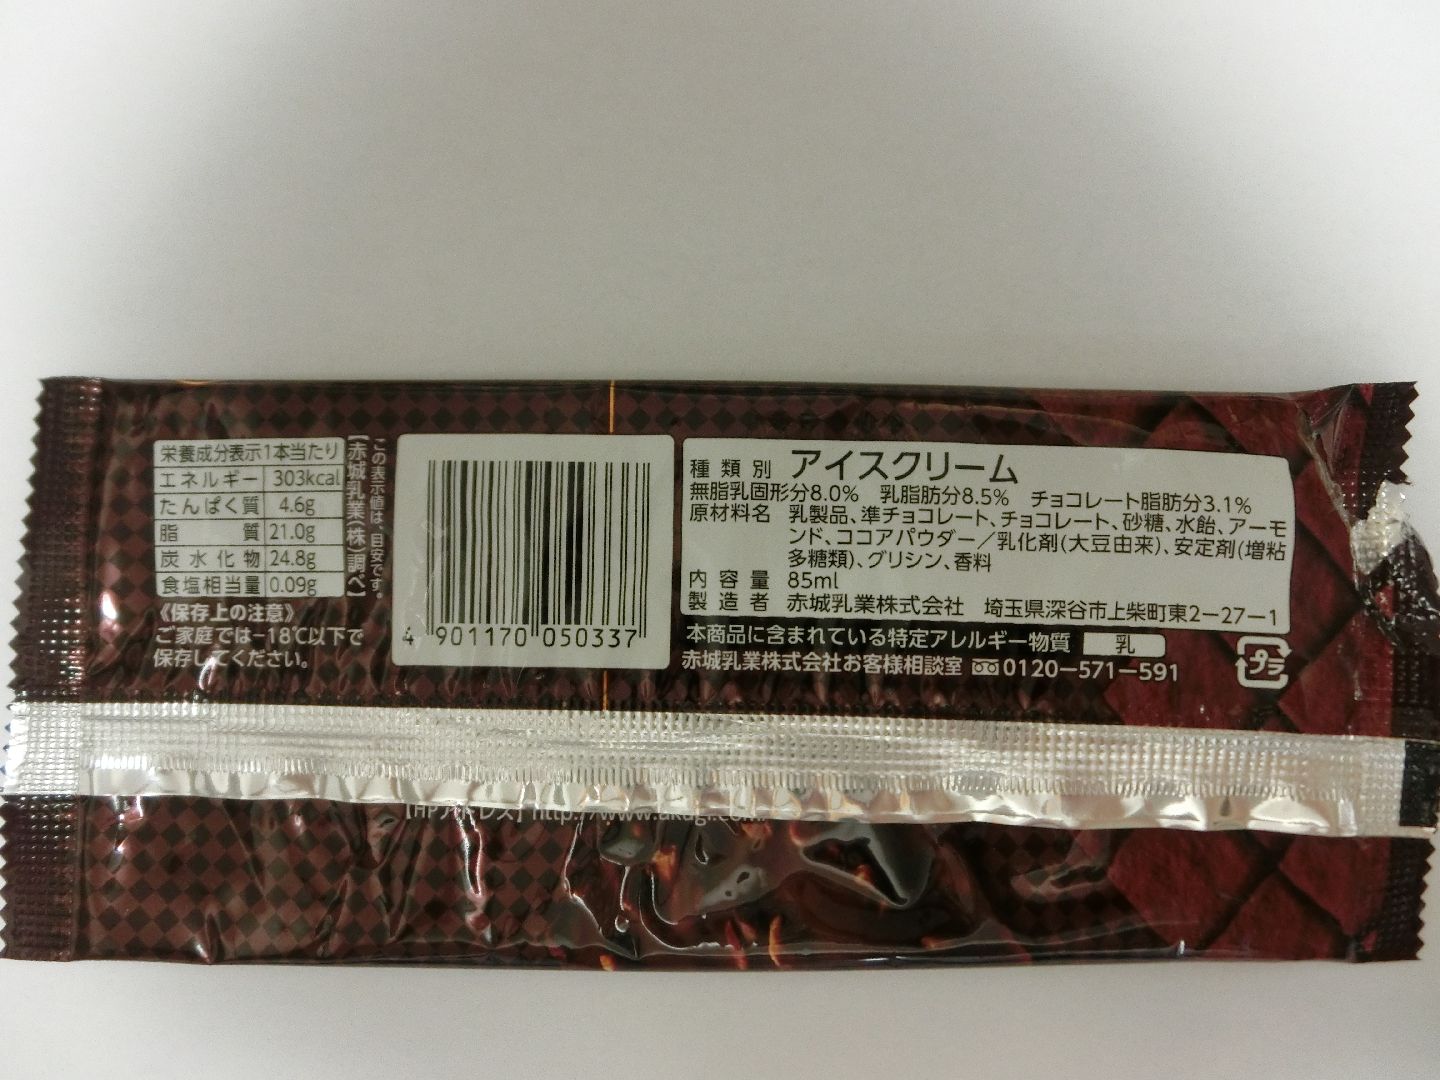 栄養成分表示1本当たり
エネルギー 303kcal
たんぱく質 4.6g
脂質 21.0g
炭水化物 24.8g
食塩相当量 0.09g
この表示値は、目安です。
(赤城乳業(株)調べ)
《保存上の注意》
ご家庭では−18℃以下で
保存してください。
4 901170 050337
種類別 アイスクリーム
無脂乳固形分8.0% 乳脂肪分8.5% チョコレート脂肪分3.1%
原材料名 乳製品、準チョコレート、チョコレート、砂糖、水飴、アーモ
ンド、ココアパウダー／乳化剤(大豆由来)、安定剤(増粘
多糖類)、グリシン、香料
内容量 85ml
製造者 赤城乳業株式会社 埼玉県深谷市上柴町東2−27−1
本商品に含まれている特定アレルギー物質 乳
赤城乳業株式会社お客様相談室 0120−571−591
プラ
[HPアドレス] http://www.akagi.com/